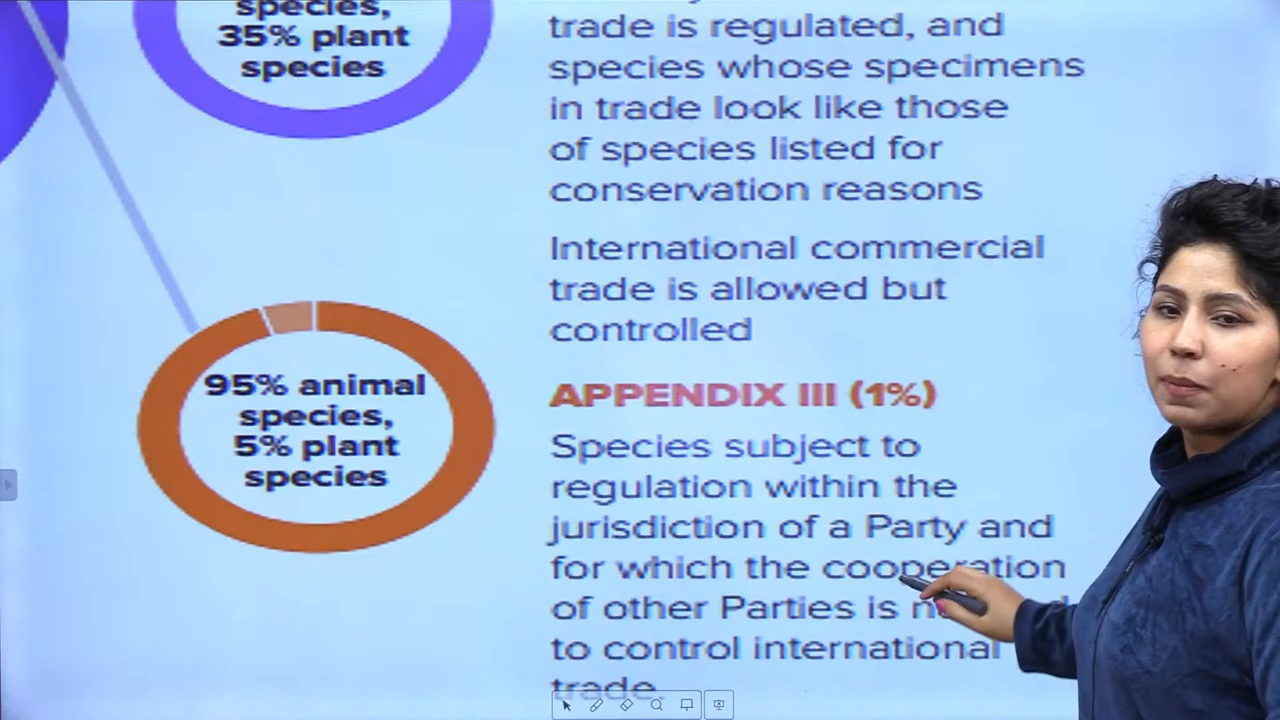 species,
35% plant
species
trade is regulated, and
species whose specimens
in trade look like those
of species listed for
conservation reasons
International commercial
trade is allowed but
controlled
95% animal
species,
5% plant
species
APPENDIX III (1%)
Species subject to
regulation within the
jurisdiction of a Party and
for which the cooperation
of other Parties is
to control international
trade.